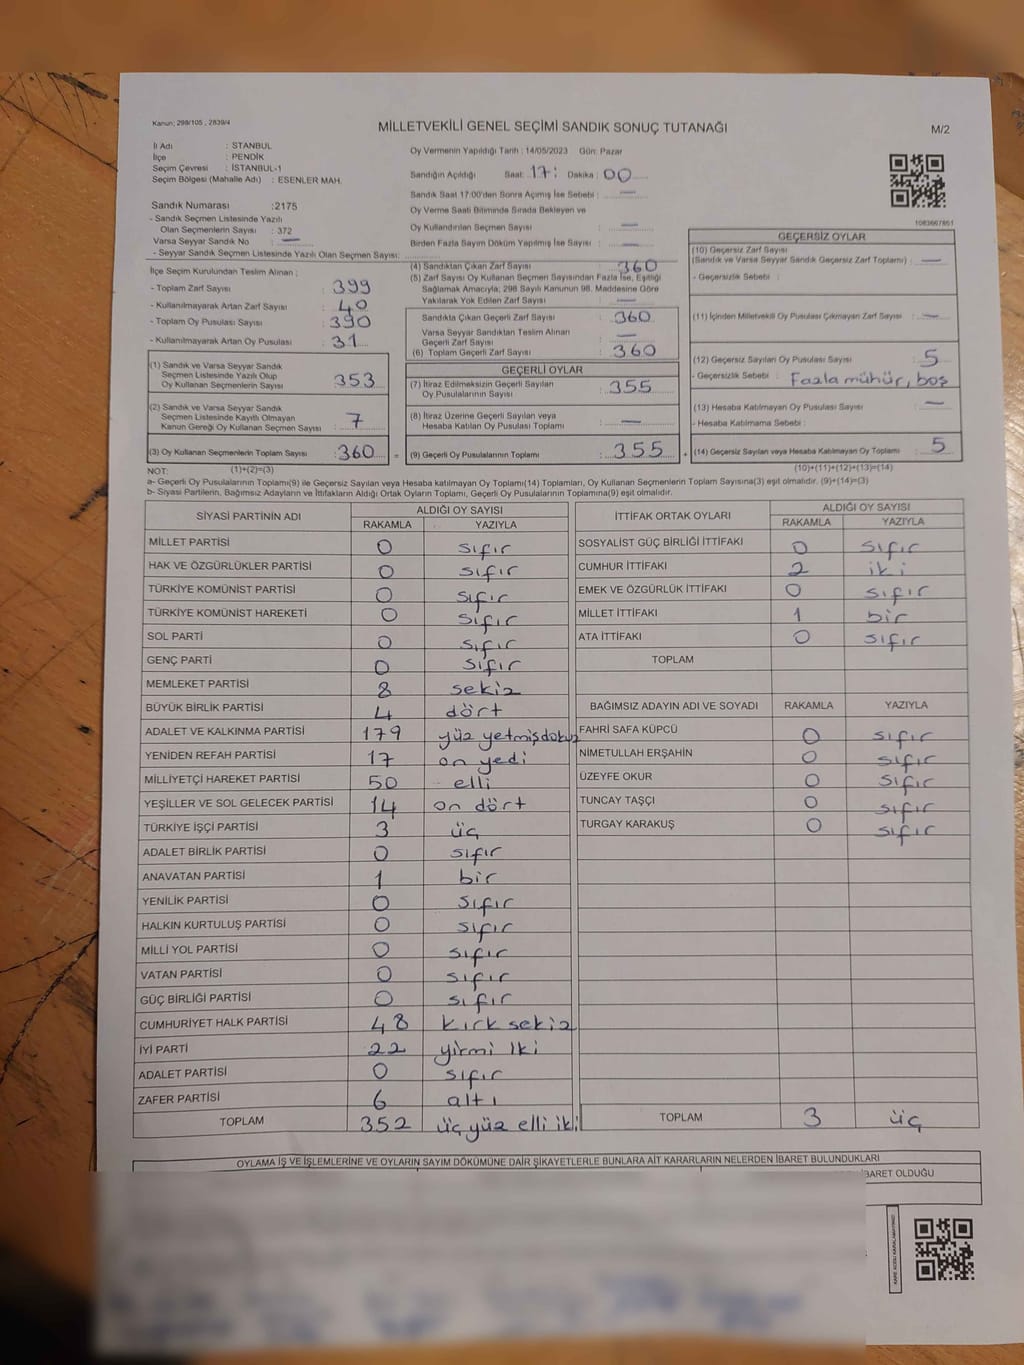 Kanun; 298/105 , 2839/4
MİLLETVEKİLİ GENEL SEÇİMİ SANDIK SONUÇ TUTANAĞI
M/2
İl Adı : STANBUL
İlçe : PENDİK
Seçim Çevresi : İSTANBUL-1
Seçim Bölgesi (Mahalle Adı) : ESENLER MAH.
Oy Vermenin Yapıldığı Tarih : 14/05/2023 Gün: Pazar
Sandığın Açıldığı Saat: 17: Dakika : 00
Sandık Saat 17:00'den Sonra Açımış İse Sebebi : —
Oy Verme Saati Bitiminde Sırada Bekleyen ve
Oy Kullandırılan Seçmen Sayısı : —
Birden Fazla Sayım Döküm Yapılmış İse Sayısı : —
Sandık Numarası :2175
- Sandık Seçmen Listesinde Yazılı
Olan Seçmenlerin Sayısı : 372
Varsa Seyyar Sandık No : —
- Seyyar Sandık Seçmen Listesinde Yazılı Olan Seçmen Sayısı:
İlçe Seçim Kurulundan Teslim Alınan ;
- Toplam Zarf Sayısı : 399
- Kullanılmayarak Artan Zarf Sayısı : 40
- Toplam Oy Pusulası Sayısı : 390
- Kullanılmayarak Artan Oy Pusulası : 31
(1) Sandık ve Varsa Seyyar Sandık
Seçmen Listesinde Yazılı Olup
Oy Kullanan Seçmenlerin Sayısı : 353
(2) Sandık ve Varsa Seyyar Sandık
Seçmen Listesinde Kayıtlı Olmayan
Kanun Gereği Oy Kullanan Seçmen Sayısı : 7
(3) Oy Kullanan Seçmenlerin Toplam Sayısı : 360 =
(4) Sandıktan Çıkan Zarf Sayısı : 360
(5) Zarf Sayısı Oy Kullanan Seçmen Sayısından Fazla İse, Eşitliği
Sağlamak Amacıyla; 298 Sayılı Kanunun 98. Maddesine Göre
Yakılarak Yok Edilen Zarf Sayısı : —
Sandıkta Çıkan Geçerli Zarf Sayısı : 360
Varsa Seyyar Sandıktan Teslim Alınan
Geçerli Zarf Sayısı : —
(6) Toplam Geçerli Zarf Sayısı : 360
GEÇERLİ OYLAR
(7) İtiraz Edilmeksizin Geçerli Sayılan
Oy Pusulalarının Sayısı : 355
(8) İtiraz Üzerine Geçerli Sayılan veya
Hesaba Katılan Oy Pusulası Toplamı : —
(9) Geçerli Oy Pusulalarının Toplamı : 355 +
1083667851
GEÇERSİZ OYLAR
(10) Geçersiz Zarf Sayısı
(Sandık ve Varsa Seyyar Sandık Geçersiz Zarf Toplamı) : —
- Geçersizlik Sebebi :
(11) İçinden Milletvekili Oy Pusulası Çıkmayan Zarf Sayısı : —
(12) Geçersiz Sayılan Oy Pusulası Sayısı : 5
- Geçersizlik Sebebi : Fazla mühür, boş
(13) Hesaba Katılmayan Oy Pusulası Sayısı : —
- Hesaba Katılmama Sebebi :
(14) Geçersiz Sayılan veya Hesaba Katılmayan Oy Toplamı : 5
NOT: (1)+(2)=(3)
(10)+(11)+(12)+(13)=(14)
a- Geçerli Oy Pusulalarının Toplamı(9) ile Geçersiz Sayılan veya Hesaba katılmayan Oy Toplamı(14) Toplamları, Oy Kullanan Seçmenlerin Toplam Sayısına(3) eşit olmalıdır. (9)+(14)=(3)
b- Siyasi Partilerin, Bağımsız Adayların ve İttifakların Aldığı Ortak Oyların Toplamı, Geçerli Oy Pusulalarının Toplamına(9) eşit olmalıdır.
SİYASİ PARTİNİN ADI ALDIĞI OY SAYISI
RAKAMLA YAZIYLA
MİLLET PARTİSİ 0 sıfır
HAK VE ÖZGÜRLÜKLER PARTİSİ 0 sıfır
TÜRKİYE KOMÜNİST PARTİSİ 0 sıfır
TÜRKİYE KOMÜNİST HAREKETİ 0 sıfır
SOL PARTİ 0 sıfır
GENÇ PARTİ 0 sıfır
MEMLEKET PARTİSİ 8 sekiz
BÜYÜK BİRLİK PARTİSİ 4 dört
ADALET VE KALKINMA PARTİSİ 179 yüz yetmişdokuz
YENİDEN REFAH PARTİSİ 17 on yedi
MİLLİYETÇİ HAREKET PARTİSİ 50 elli
YEŞİLLER VE SOL GELECEK PARTİSİ 14 on dört
TÜRKİYE İŞÇİ PARTİSİ 3 üç
ADALET BİRLİK PARTİSİ 0 sıfır
ANAVATAN PARTİSİ 1 bir
YENİLİK PARTİSİ 0 sıfır
HALKIN KURTULUŞ PARTİSİ 0 sıfır
MİLLİ YOL PARTİSİ 0 sıfır
VATAN PARTİSİ 0 sıfır
GÜÇ BİRLİĞİ PARTİSİ 0 sıfır
CUMHURİYET HALK PARTİSİ 48 kırk sekiz
İYİ PARTİ 22 yirmi iki
ADALET PARTİSİ 0 sıfır
ZAFER PARTİSİ 6 altı
TOPLAM 352 üç yüz elli iki
İTTİFAK ORTAK OYLARI ALDIĞI OY SAYISI
RAKAMLA YAZIYLA
SOSYALİST GÜÇ BİRLİĞİ İTTİFAKI 0 sıfır
CUMHUR İTTİFAKI 2 iki
EMEK VE ÖZGÜRLÜK İTTİFAKI 0 sıfır
MİLLET İTTİFAKI 1 bir
ATA İTTİFAKI 0 sıfır
TOPLAM
BAĞIMSIZ ADAYIN ADI VE SOYADI RAKAMLA YAZIYLA
FAHRİ SAFA KÜPCÜ 0 sıfır
NİMETULLAH ERŞAHİN 0 sıfır
ÜZEYFE OKUR 0 sıfır
TUNCAY TAŞÇI 0 sıfır
TURGAY KARAKUŞ 0 sıfır
TOPLAM 3 üç
OYLAMA İŞ VE İŞLEMLERİNE VE OYLARIN SAYIM DÖKÜMÜNE DAİR ŞİKAYETLERLE BUNLARA AİT KARARLARIN NELERDEN İBARET BULUNDUKLARI
İBARET OLDUĞU